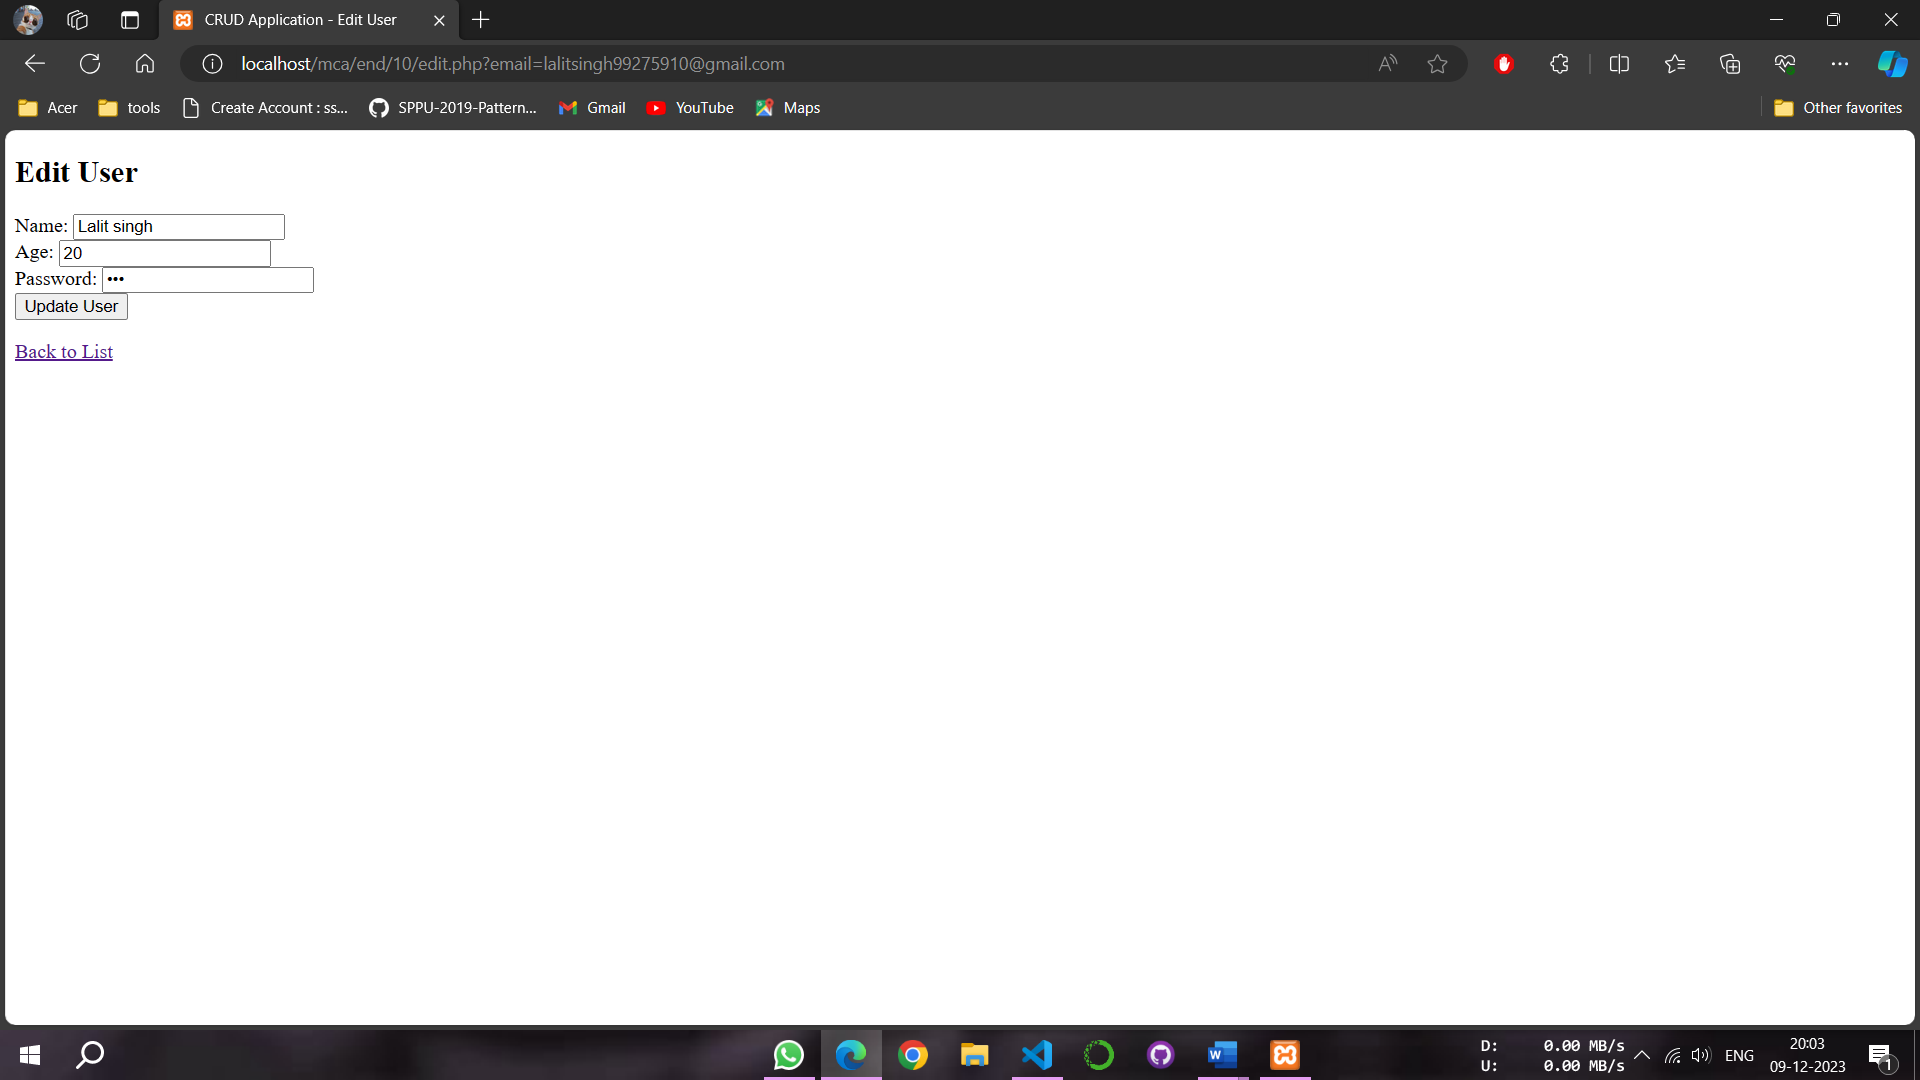 CRUD Application - Edit User
localhost/mca/end/10/edit.php?email=lalitsingh99275910@gmail.com
Acer tools Create Account : ss... SPPU-2019-Pattern... Gmail YouTube Maps Other favorites
Edit User
Name: Lalit singh
Age: 20
Password: •••
Update User
Back to List
D: 0.00 MB/s
U: 0.00 MB/s
ENG
20:03
09-12-2023
1